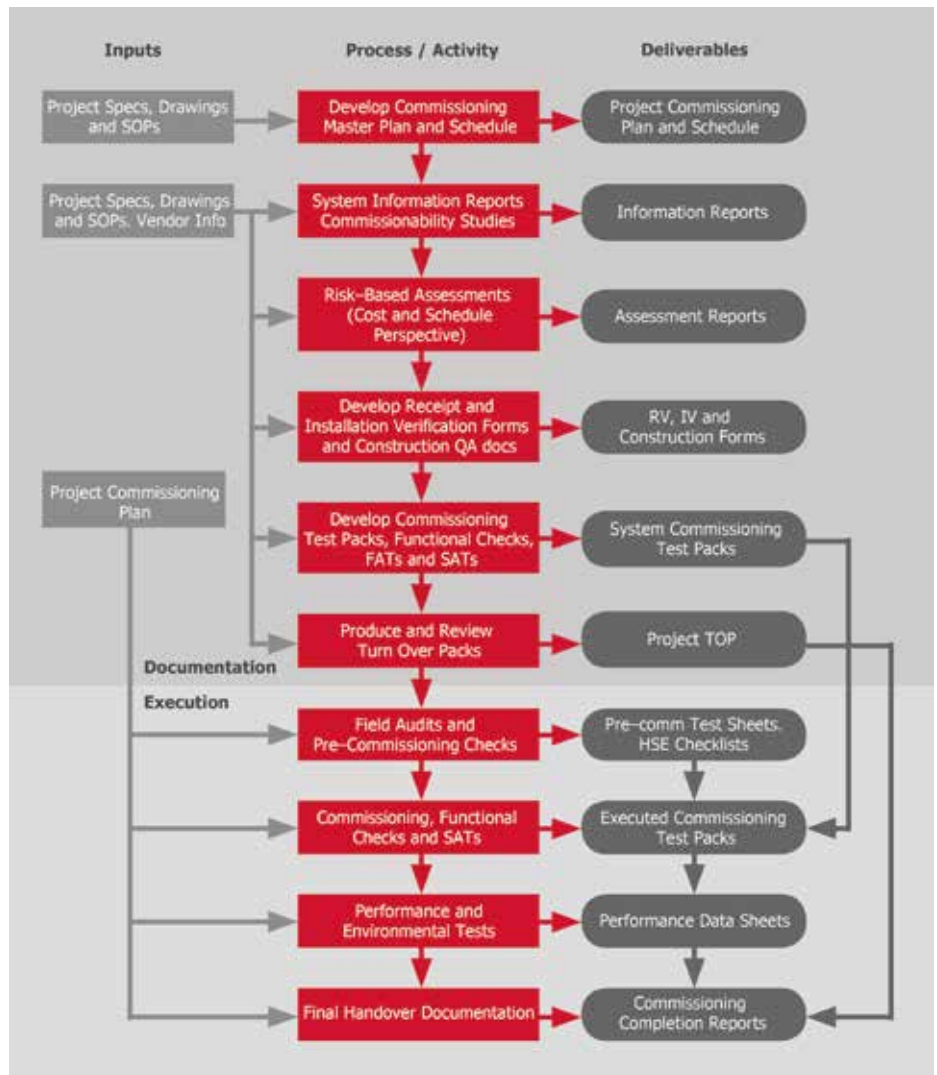 Inputs
Process / Activity
Deliverables
Project Specs, Drawings
and SOPs
Develop Commissioning
Master Plan and Schedule
Project Commissioning
Plan and Schedule
Project Specs, Drawings
and SOPs. Vendor Info
System Information Reports
Commissionability Studies
Information Reports
Risk-Based Assessments
(Cost and Schedule
Perspective)
Assessment Reports
Develop Receipt and
Installation Verification Forms
and Construction QA docs
RV, IV and
Construction Forms
Project Commissioning
Plan
Develop Commissioning
Test Packs, Functional Checks,
FATs and SATs
System Commissioning
Test Packs
Produce and Review
Turn Over Packs
Project TOP
Documentation
Execution
Field Audits and
Pre-Commissioning Checks
Pre-comm Test Sheets.
HSE Checklists
Commissioning, Functional
Checks and SATs
Executed Commissioning
Test Packs
Performance and
Environmental Tests
Performance Data Sheets
Final Handover Documentation
Commissioning
Completion Reports